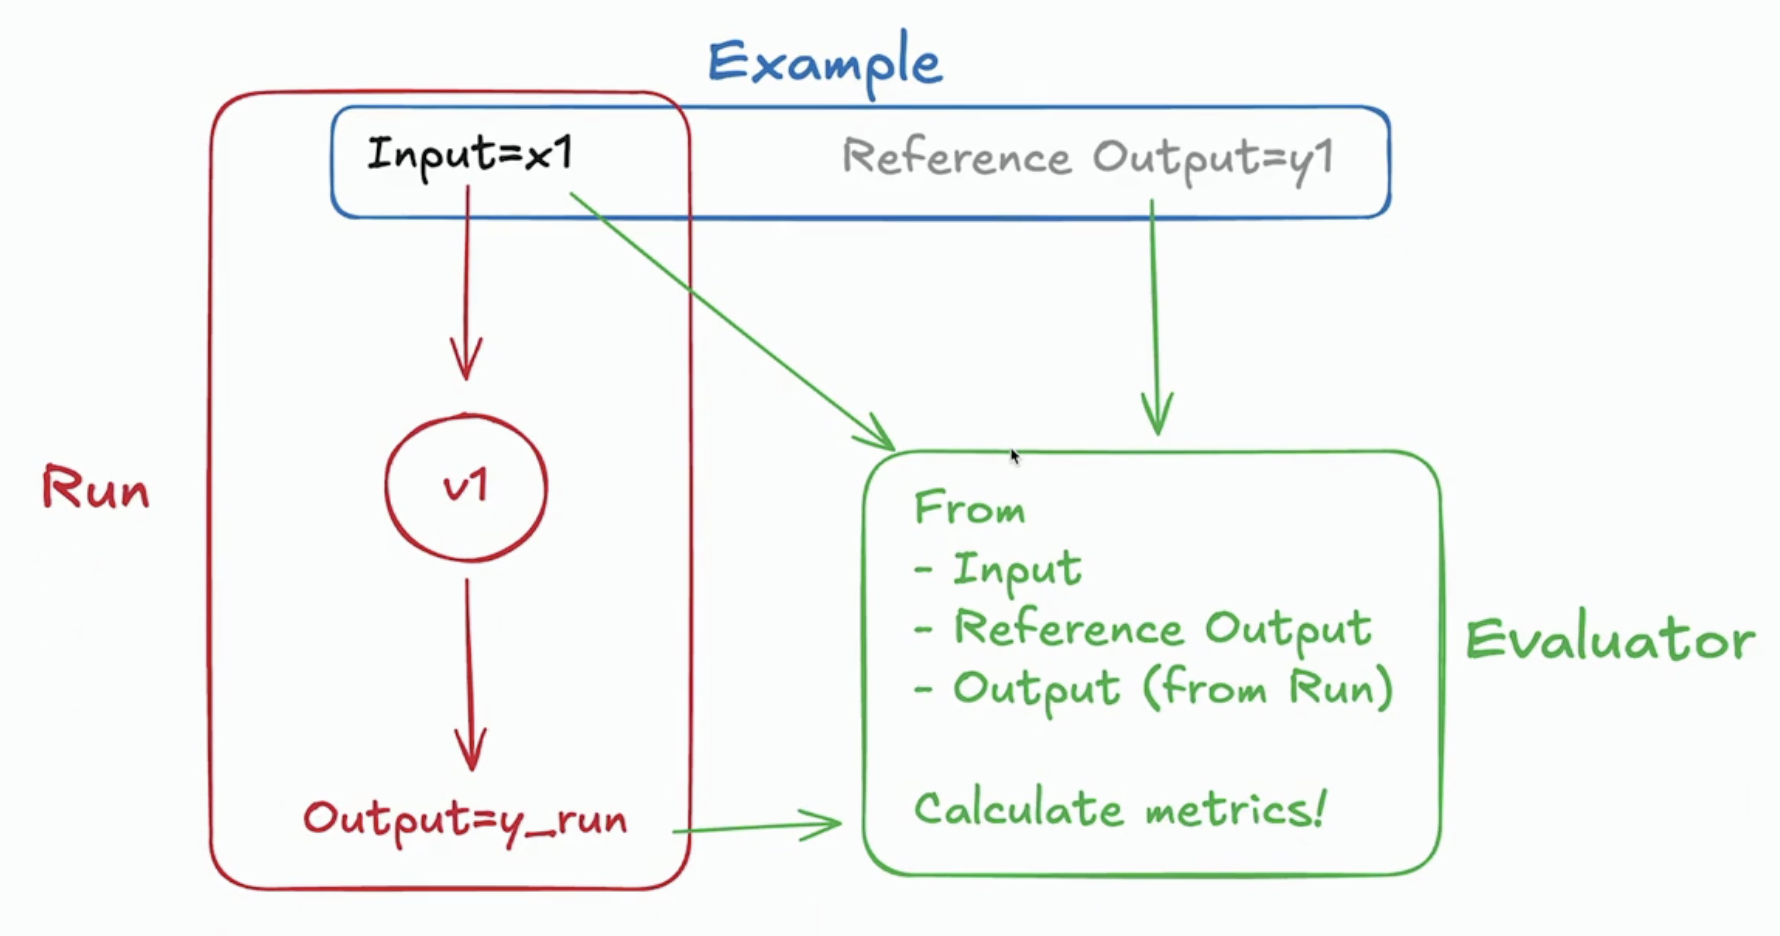 Example
Input=x1
Reference Output=y1
Run
v1
Output=y_run
From
- Input
- Reference Output
- Output (from Run)
Calculate metrics!
Evaluator